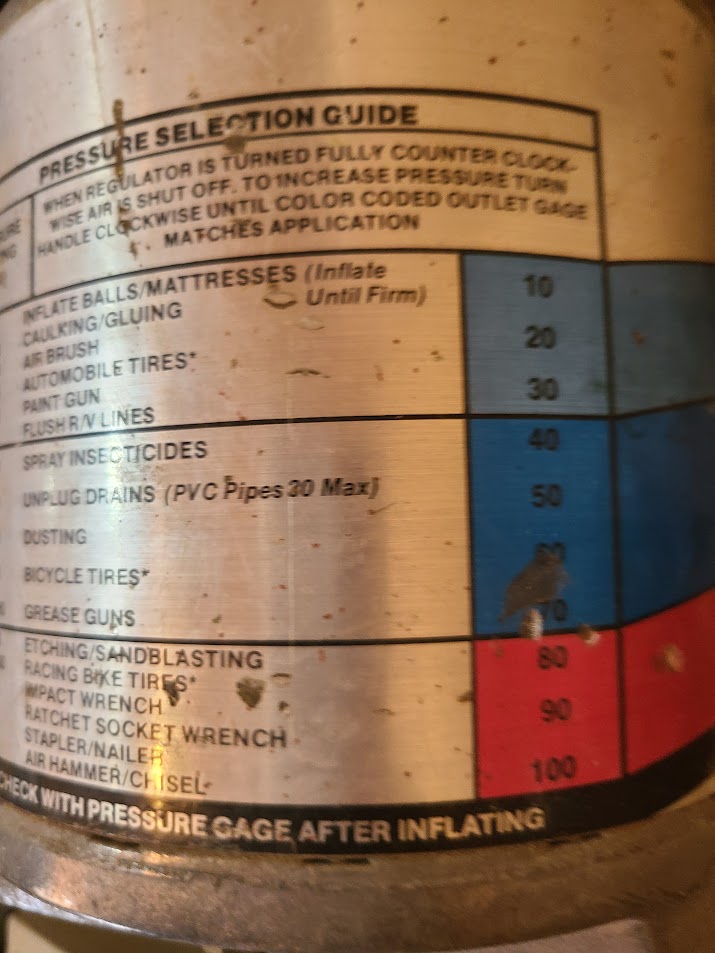 PRESSURE SELECTION GUIDE
WHEN REGULATOR IS TURNED FULLY COUNTER CLOCK-
WISE AIR IS SHUT OFF. TO INCREASE PRESSURE TURN
HANDLE CLOCKWISE UNTIL COLOR CODED OUTLET GAGE
MATCHES APPLICATION
INFLATE BALLS/MATTRESSES (Inflate
Until Firm)
10
CAULKING/GLUING
AIR BRUSH
20
AUTOMOBILE TIRES*
PAINT GUN
30
FLUSH R/V LINES
SPRAY INSECTICIDES
40
UNPLUG DRAINS (PVC Pipes 30 Max)
50
DUSTING
BICYCLE TIRES*
GREASE GUNS
70
ETCHING/SANDBLASTING
80
RACING BIKE TIRES*
IMPACT WRENCH
90
RATCHET SOCKET WRENCH
STAPLER/NAILER
100
AIR HAMMER/CHISEL
CHECK WITH PRESSURE GAGE AFTER INFLATING